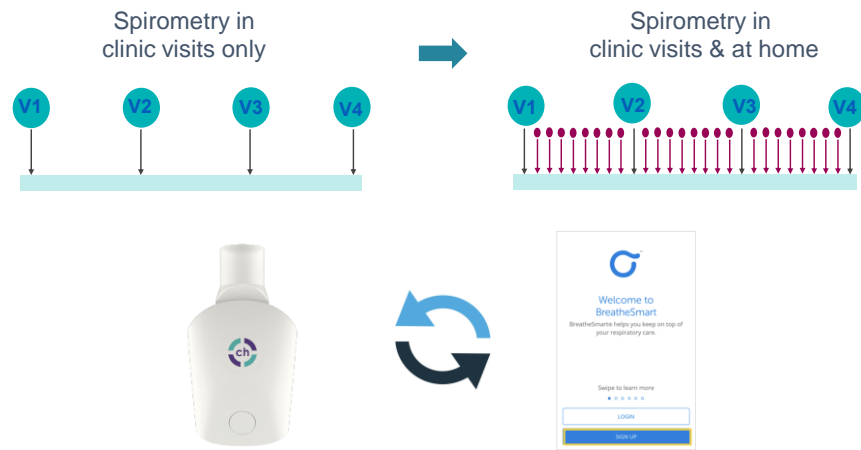 Spirometry in
clinic visits only
Spirometry in
clinic visits & at home
V1
V2
V3
V4
V1
V2
V3
V4
ch
Welcome to
BreatheSmart
BreatheSmarte helps you keep on top of
your respiratory care.
Swipe to learn more
LOGIN
SIGN UP